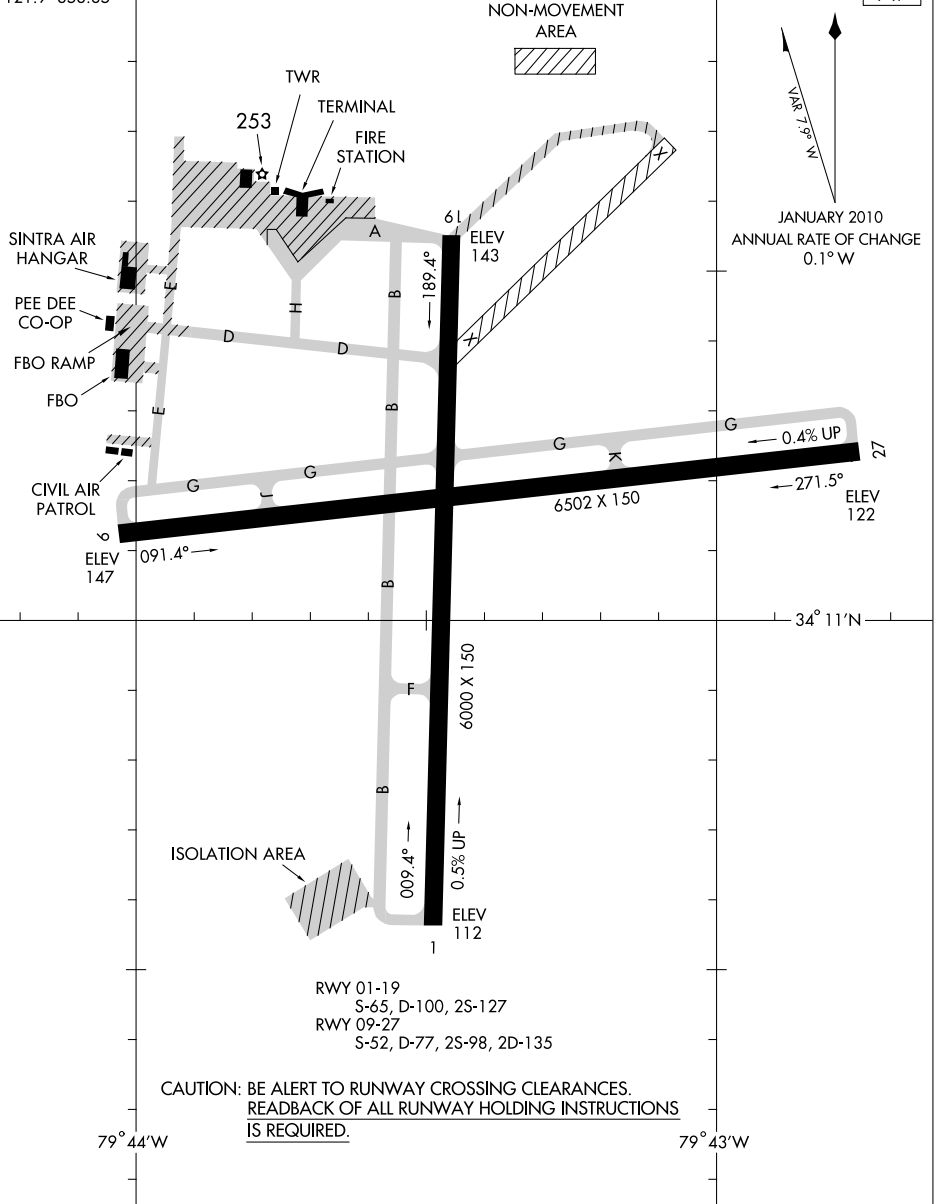 NON-MOVEMENT
AREA
TWR
253
TERMINAL
FIRE
STATION
VAR 7.9° W
JANUARY 2010
ANNUAL RATE OF CHANGE
0.1° W
A
19
ELEV
143
189.4°
X
X
SINTRA AIR
HANGAR
PEE DEE
CO-OP
FBO RAMP
FBO
E
H
B
D
D
E
B
CIVIL AIR
PATROL
G
J
G
G
K
G
0.4% UP
27
271.5°
ELEV
122
6502 X 150
9
ELEV
147
091.4°
B
34° 11'N
F
6000 X 150
B
ISOLATION AREA
009.4°
0.5% UP
ELEV
112
1
RWY 01-19
S-65, D-100, 2S-127
RWY 09-27
S-52, D-77, 2S-98, 2D-135
CAUTION: BE ALERT TO RUNWAY CROSSING CLEARANCES.
READBACK OF ALL RUNWAY HOLDING INSTRUCTIONS
IS REQUIRED.
79° 44'W
79° 43'W